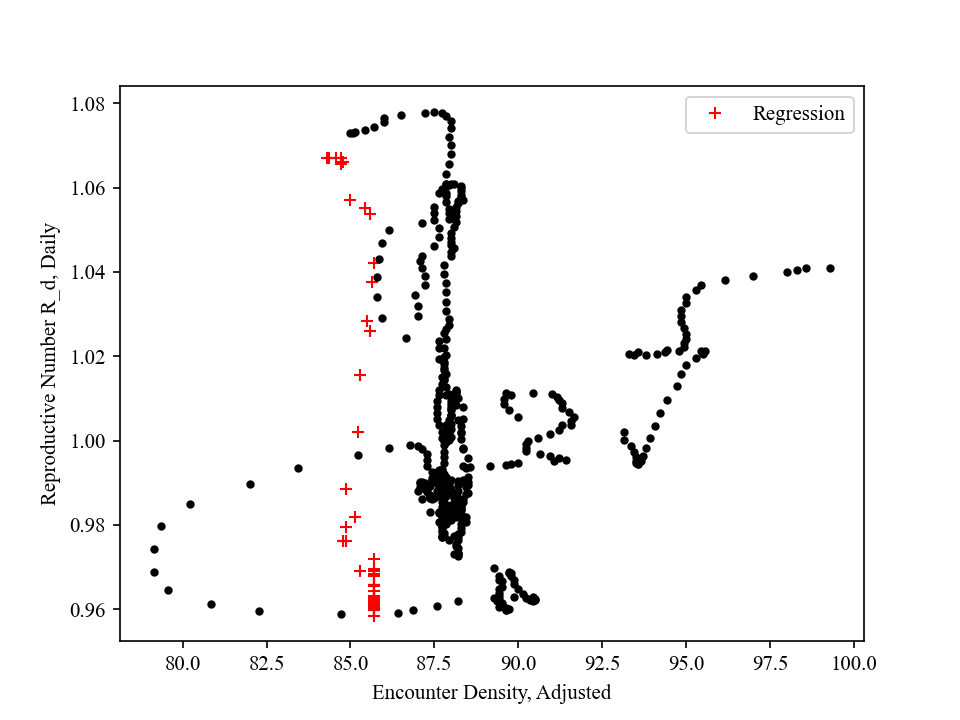 Regression
1.08
1.06
1.04
1.02
1.00
0.98
0.96
Reproductive Number R_d, Daily
80.0 82.5 85.0 87.5 90.0 92.5 95.0 97.5 100.0
Encounter Density, Adjusted